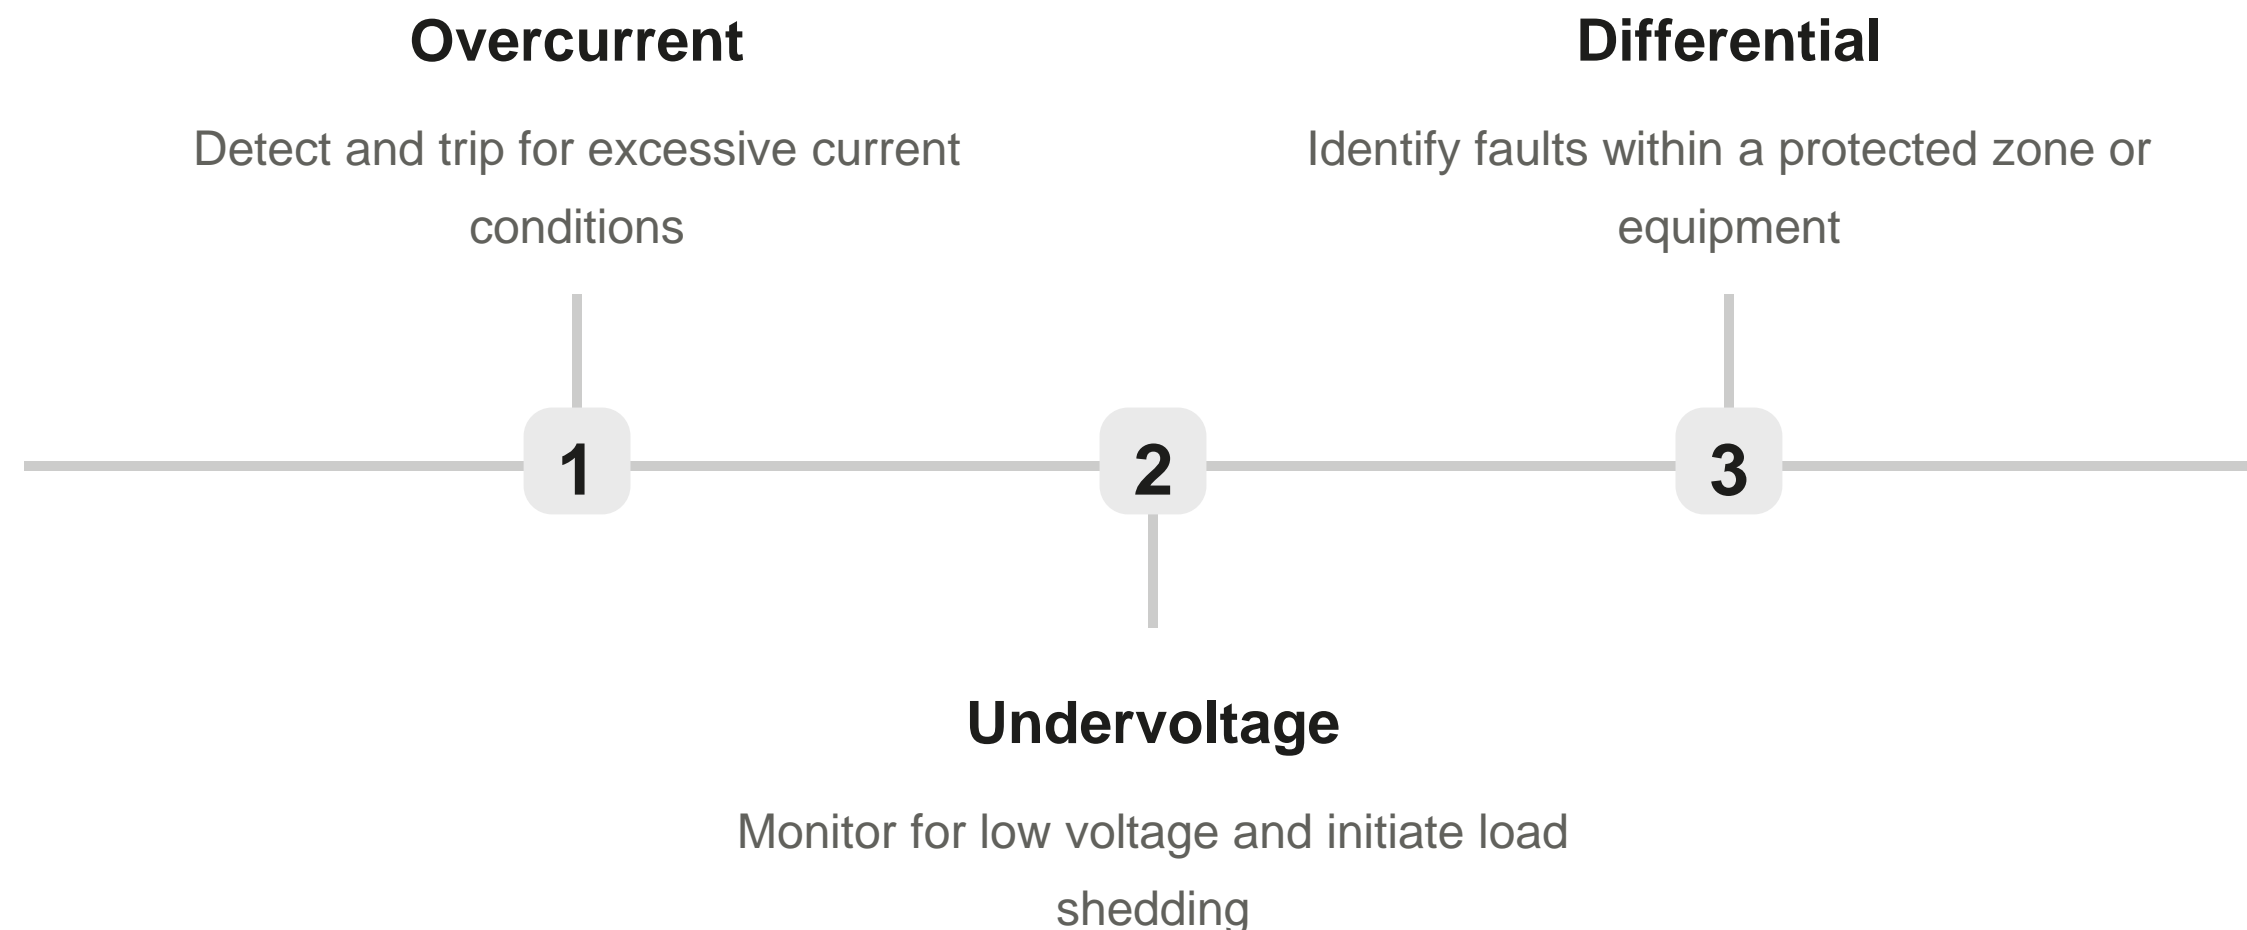 Overcurrent
Detect and trip for excessive current
conditions
Differential
Identify faults within a protected zone or
equipment
1
2
3
Undervoltage
Monitor for low voltage and initiate load
shedding